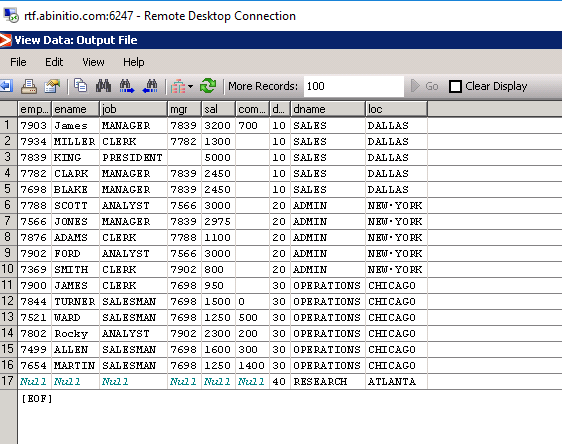 rtf.abinitio.com:6247 - Remote Desktop Connection
View Data: Output File
File Edit View Help
More Records: 100 Go Clear Display
emp... ename job mgr sal com... d... dname loc
1 7903 James MANAGER 7839 3200 700 10 SALES DALLAS
2 7934 MILLER CLERK 7782 1300 10 SALES DALLAS
3 7839 KING PRESIDENT 5000 10 SALES DALLAS
4 7782 CLARK MANAGER 7839 2450 10 SALES DALLAS
5 7698 BLAKE MANAGER 7839 2450 10 SALES DALLAS
6 7788 SCOTT ANALYST 7566 3000 20 ADMIN NEW·YORK
7 7566 JONES MANAGER 7839 2975 20 ADMIN NEW·YORK
8 7876 ADAMS CLERK 7788 1100 20 ADMIN NEW·YORK
9 7902 FORD ANALYST 7566 3000 20 ADMIN NEW·YORK
10 7369 SMITH CLERK 7902 800 20 ADMIN NEW·YORK
11 7900 JAMES CLERK 7698 950 30 OPERATIONS CHICAGO
12 7844 TURNER SALESMAN 7698 1500 0 30 OPERATIONS CHICAGO
13 7521 WARD SALESMAN 7698 1250 500 30 OPERATIONS CHICAGO
14 7802 Rocky ANALYST 7902 2300 200 30 OPERATIONS CHICAGO
15 7499 ALLEN SALESMAN 7698 1600 300 30 OPERATIONS CHICAGO
16 7654 MARTIN SALESMAN 7698 1250 1400 30 OPERATIONS CHICAGO
17 Null Null Null Null Null Null 40 RESEARCH ATLANTA
[EOF]